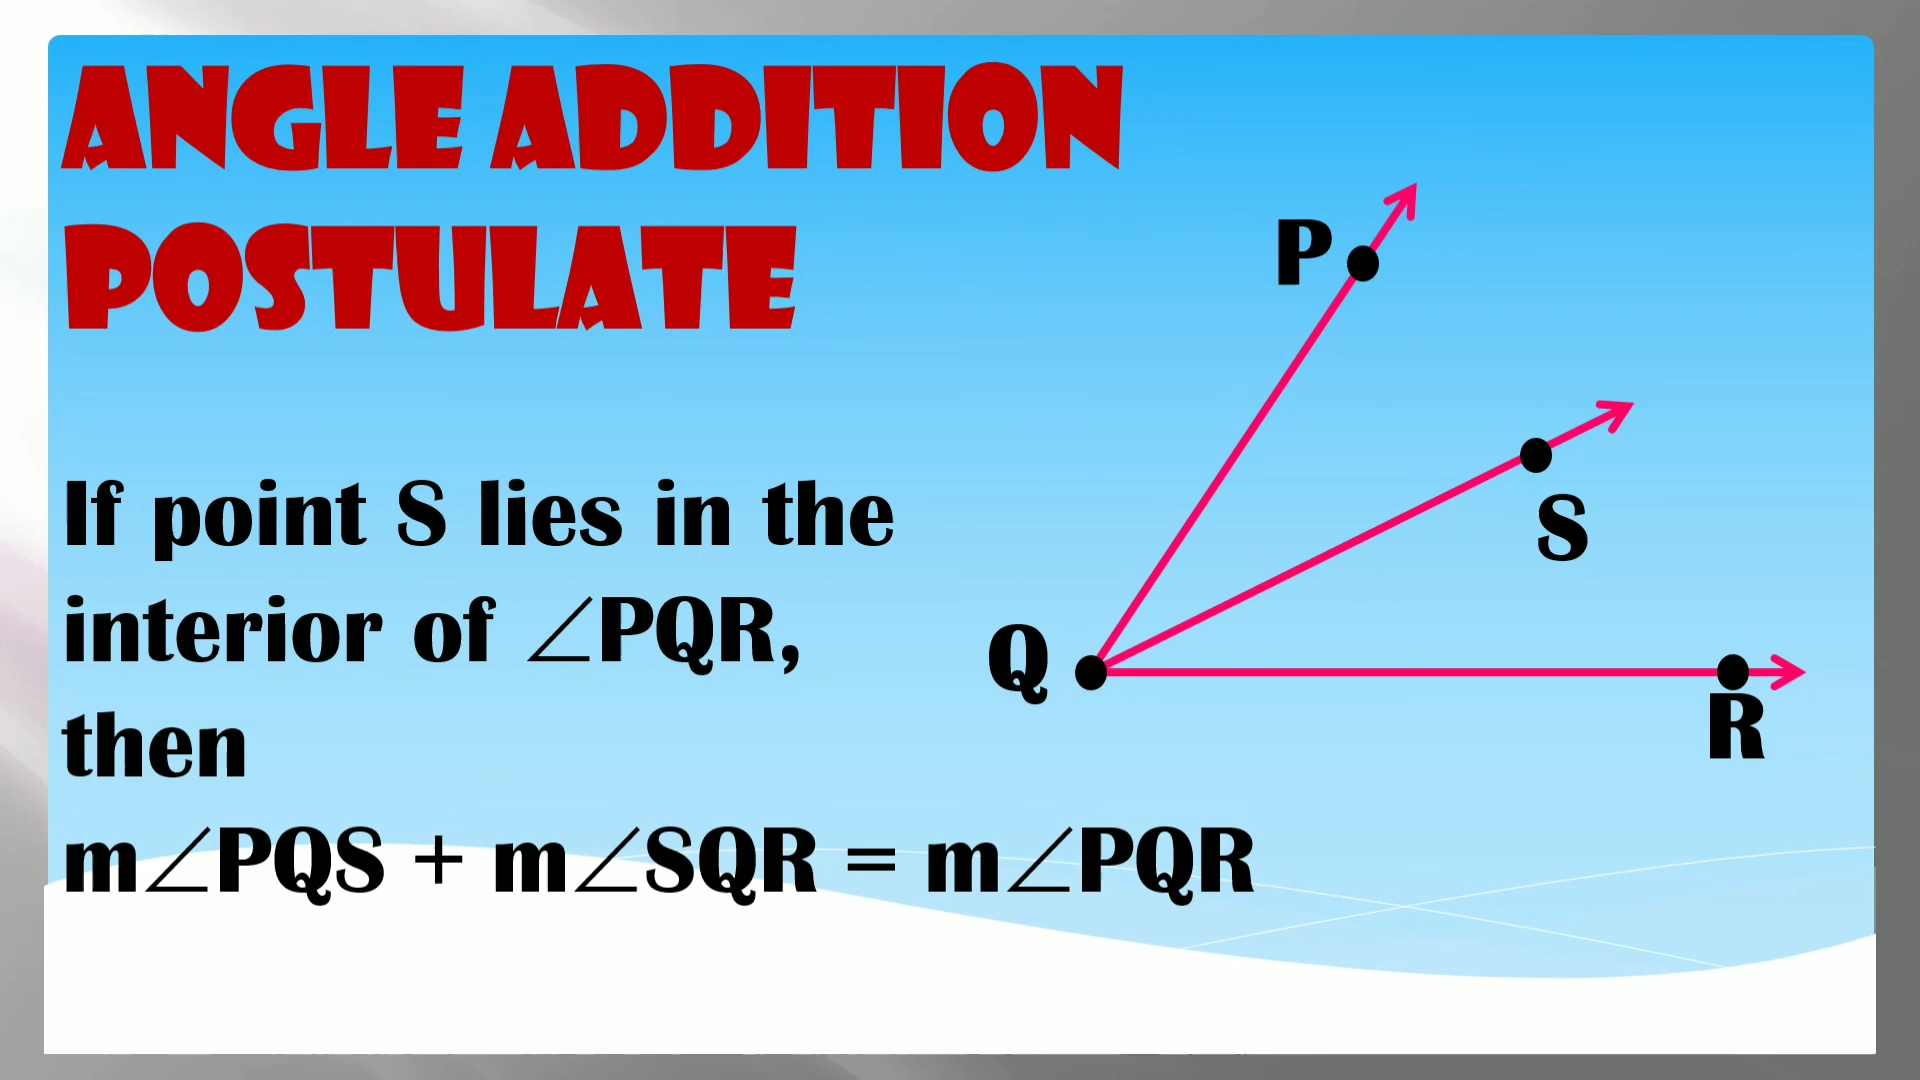 ANGLE ADDITION
POSTULATE
If point S lies in the
interior of ∠PQR,
then
m∠PQS + m∠SQR = m∠PQR
P
S
Q
R